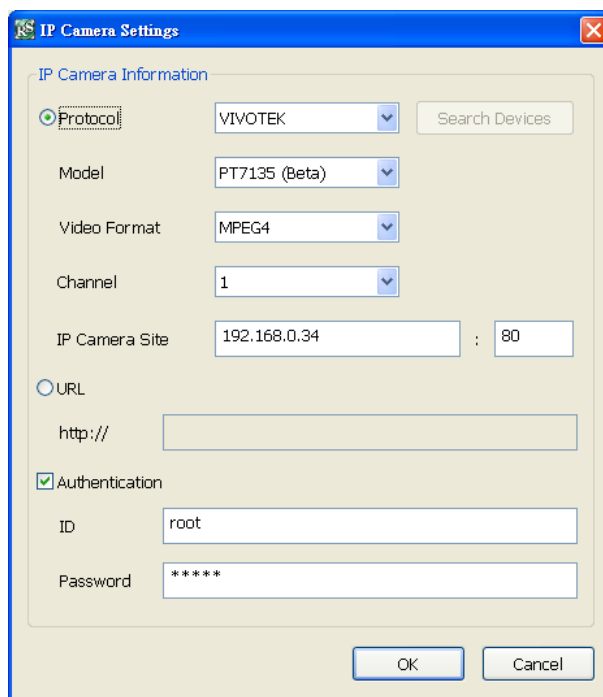 RS IP Camera Settings
IP Camera Information
Protocol VIVOTEK Search Devices
Model PT7135 (Beta)
Video Format MPEG4
Channel 1
IP Camera Site 192.168.0.34 : 80
URL
http://
Authentication
ID root
Password *****
OK Cancel